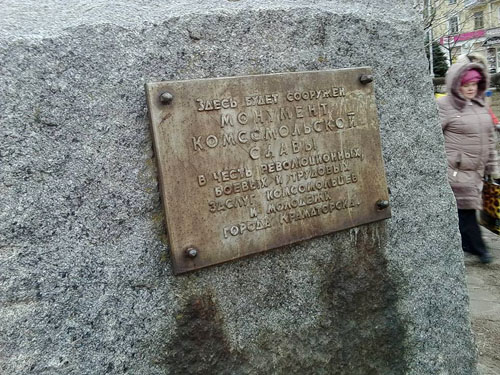 ЗДЕСЬ БУДЕТ СООРУЖЕН
МОНУМЕНТ
КОМСОМОЛЬСКОЙ
СЛАВЫ
В ЧЕСТЬ РЕВОЛЮЦИОННЫХ,
БОЕВЫХ И ТРУДОВЫХ
ЗАСЛУГ КОМСОМОЛЬЦЕВ
И МОЛОДЕЖИ
ГОРОДА КРАМАТОРСКА.